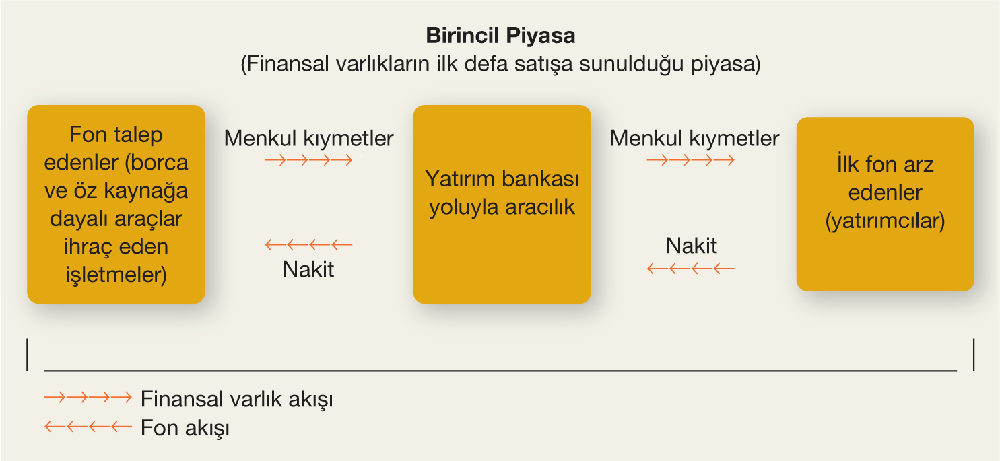 Birincil Piyasa
(Finansal varlıkların ilk defa satışa sunulduğu piyasa)
Fon talep
edenler (borca
ve öz kaynağa
dayalı araçlar
ihraç eden
işletmeler)
Menkul kıymetler
Nakit
Yatırım bankası
yoluyla aracılık
Menkul kıymetler
Nakit
İlk fon arz
edenler
(yatırımcılar)
Finansal varlık akışı
Fon akışı